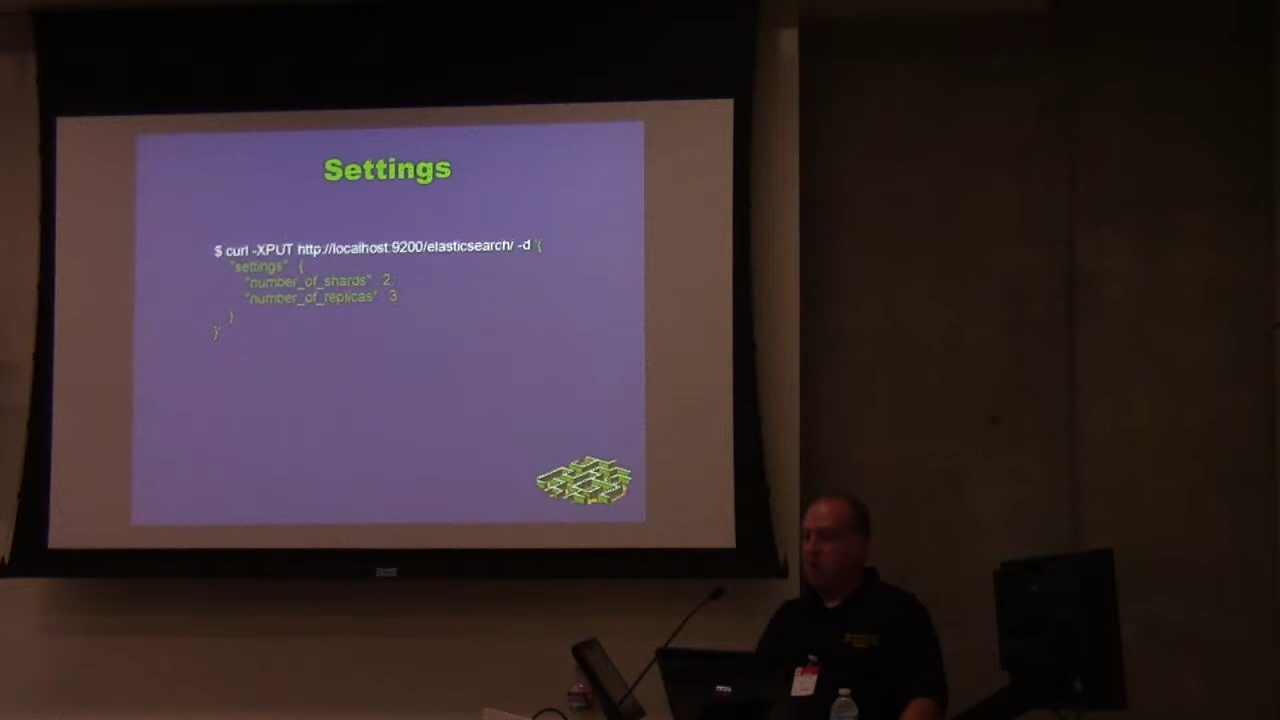 Settings
$ curl -XPUT http://localhost:9200/elasticsearch/ -d '{
"settings" : {
"number_of_shards" : 2,
"number_of_replicas" : 3
}
}'